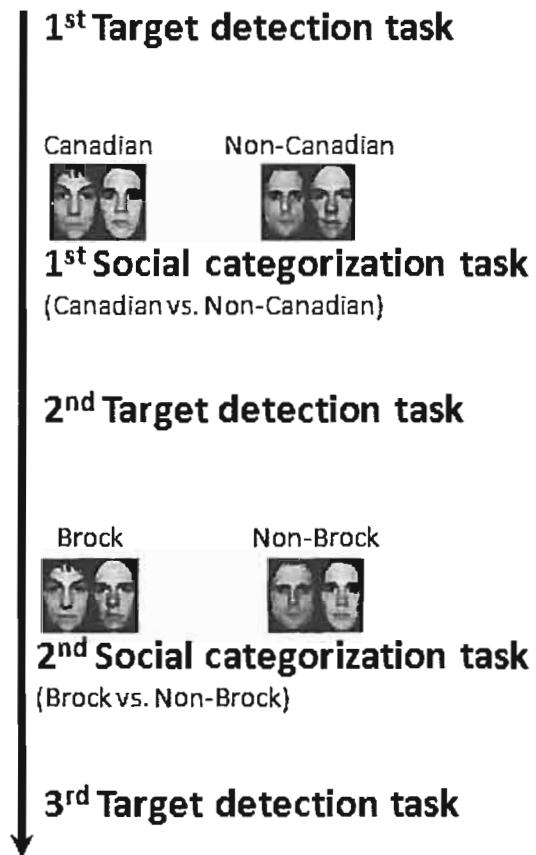 1st Target detection task
Canadian Non-Canadian
1st Social categorization task
(Canadian vs. Non-Canadian)
2nd Target detection task
Brock Non-Brock
2nd Social categorization task
(Brock vs. Non-Brock)
3rd Target detection task